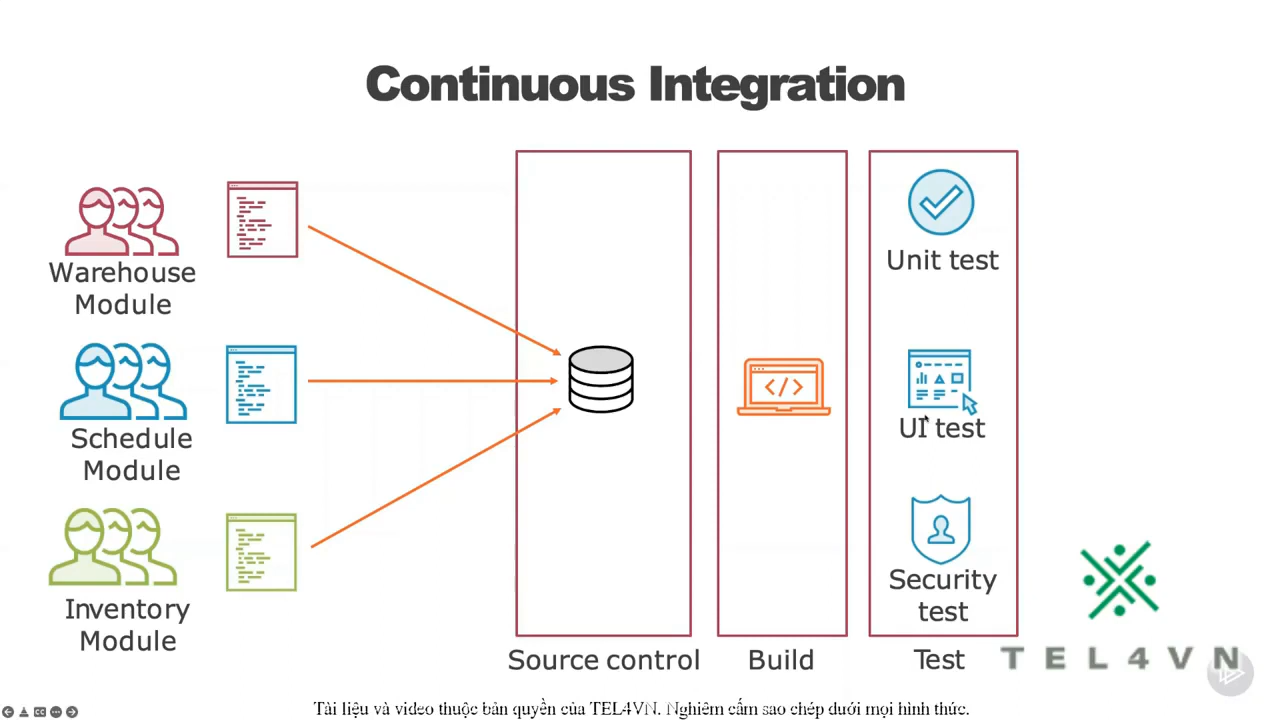 Continuous Integration
Warehouse
Module
Schedule
Module
Inventory
Module
Unit test
UI test
Security
test
Source control
Build
Test
TEL4VN
Tài liệu và video thuộc bản quyền của TEL4VN. Nghiêm cấm sao chép dưới mọi hình thức.